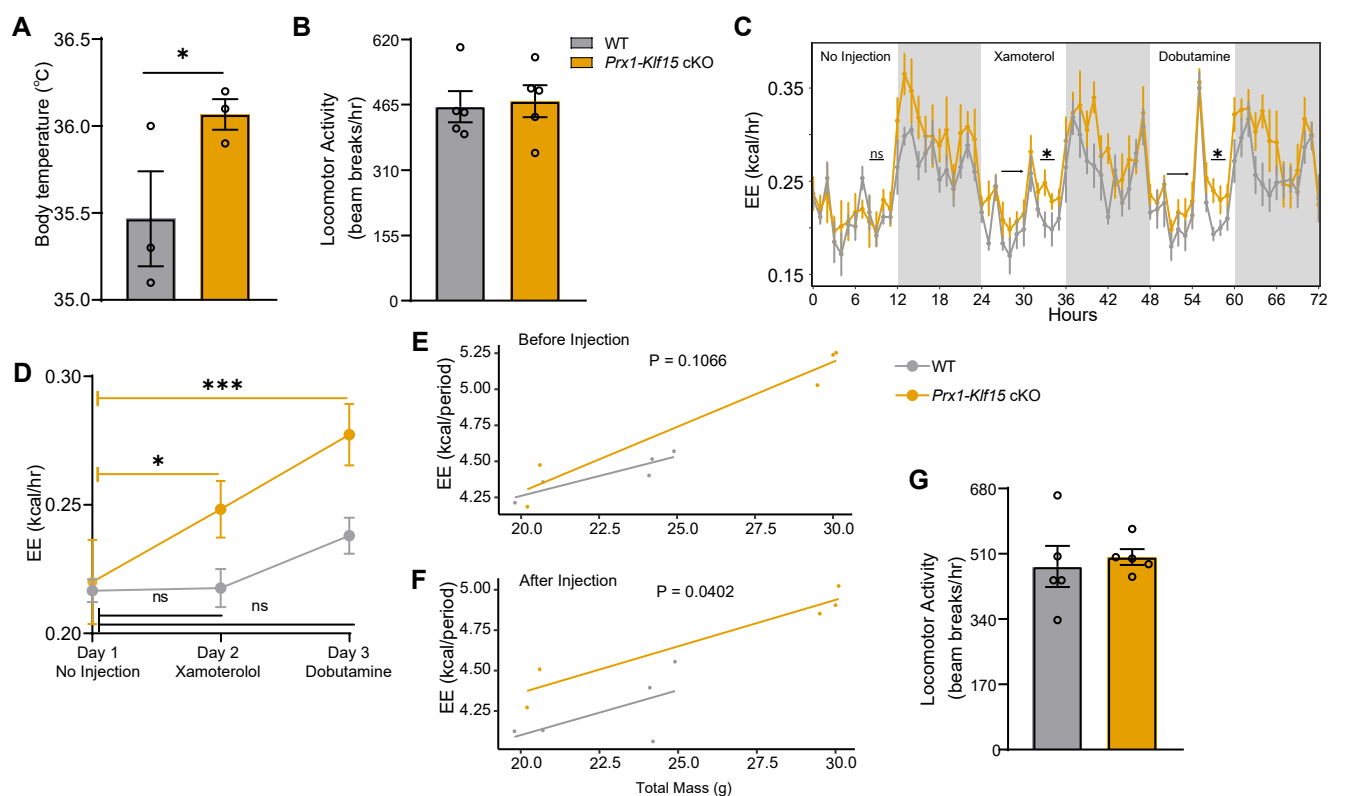 A
36.5
36.0
35.5
35.0
Body temperature (°C)
*
B
620
465
310
155
0
Locomotor Activity
(beam breaks/hr)
WT
Prx1-Klf15 cKO
C
No Injection
Xamoterol
Dobutamine
0.35
0.25
0.15
EE (kcal/hr)
ns
*
*
0 6 12 18 24 30 36 42 48 54 60 66 72
Hours
D
0.30
0.25
0.20
EE (kcal/hr)
***
*
ns
ns
Day 1 Day 2 Day 3
No Injection Xamoterolol Dobutamine
E
Before Injection
P = 0.1066
5.25
5.00
4.75
4.50
4.25
EE (kcal/period)
20.0 22.5 25.0 27.5 30.0
WT
Prx1-Klf15 cKO
F
After Injection
P = 0.0402
5.00
4.75
4.50
4.25
EE (kcal/period)
20.0 22.5 25.0 27.5 30.0
Total Mass (g)
G
680
510
340
170
0
Locomotor Activity
(beam breaks/hr)